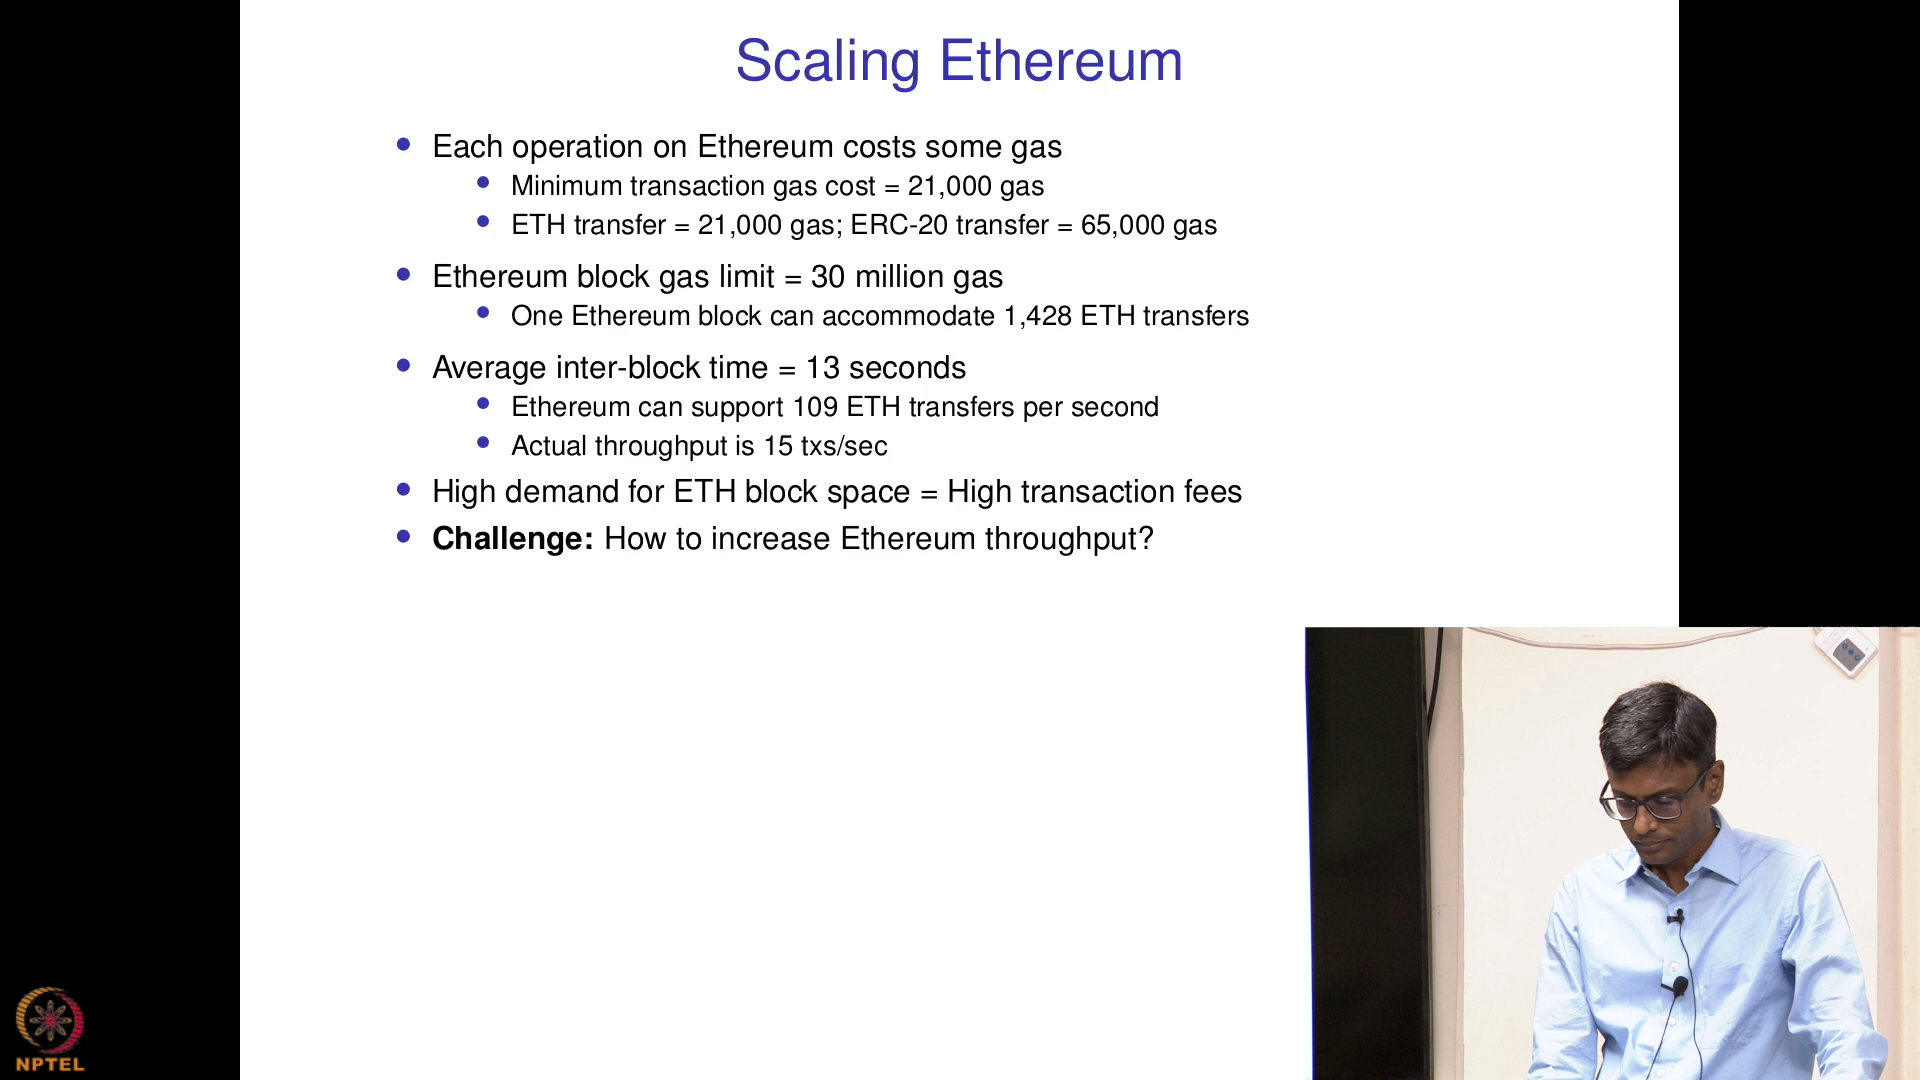 Scaling Ethereum
Each operation on Ethereum costs some gas
Minimum transaction gas cost = 21,000 gas
ETH transfer = 21,000 gas; ERC-20 transfer = 65,000 gas
Ethereum block gas limit = 30 million gas
One Ethereum block can accommodate 1,428 ETH transfers
Average inter-block time = 13 seconds
Ethereum can support 109 ETH transfers per second
Actual throughput is 15 txs/sec
High demand for ETH block space = High transaction fees
Challenge: How to increase Ethereum throughput?
NPTEL